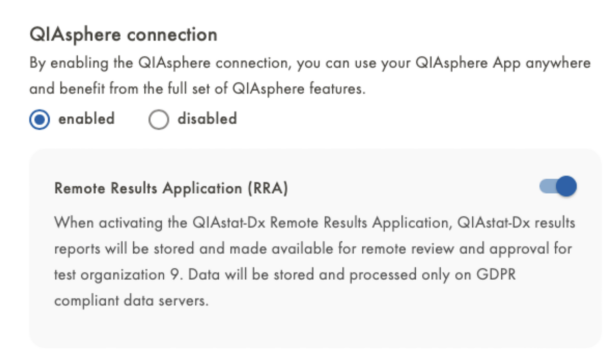 QIAsphere connection
By enabling the QIAsphere connection, you can use your QIAsphere App anywhere
and benefit from the full set of QIAsphere features.
enabled disabled
Remote Results Application (RRA)
When activating the QIAstat-Dx Remote Results Application, QIAstat-Dx results
reports will be stored and made available for remote review and approval for
test organization 9. Data will be stored and processed only on GDPR
compliant data servers.